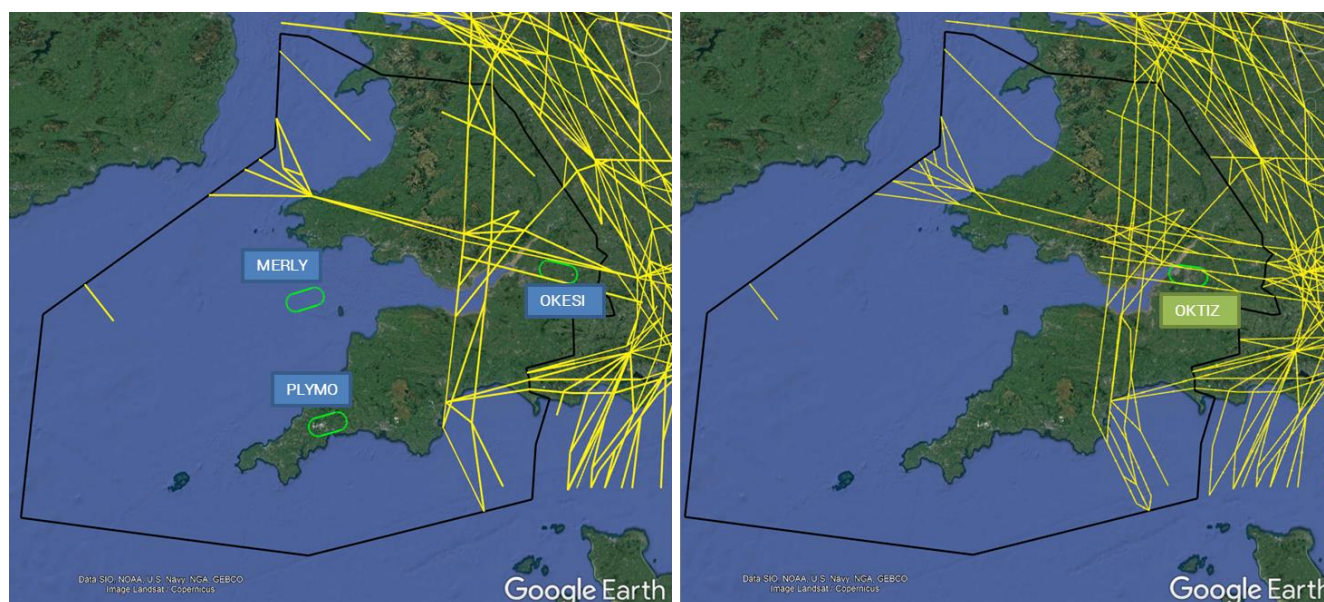 MERLY
OKESI
PLYMO
Data SIO, NOAA, U.S. Navy, NGA, GEBCO
Image Landsat / Copernicus
Google Earth
OKTIZ
Data SIO, NOAA, U.S. Navy, NGA, GEBCO
Image Landsat / Copernicus
Google Earth